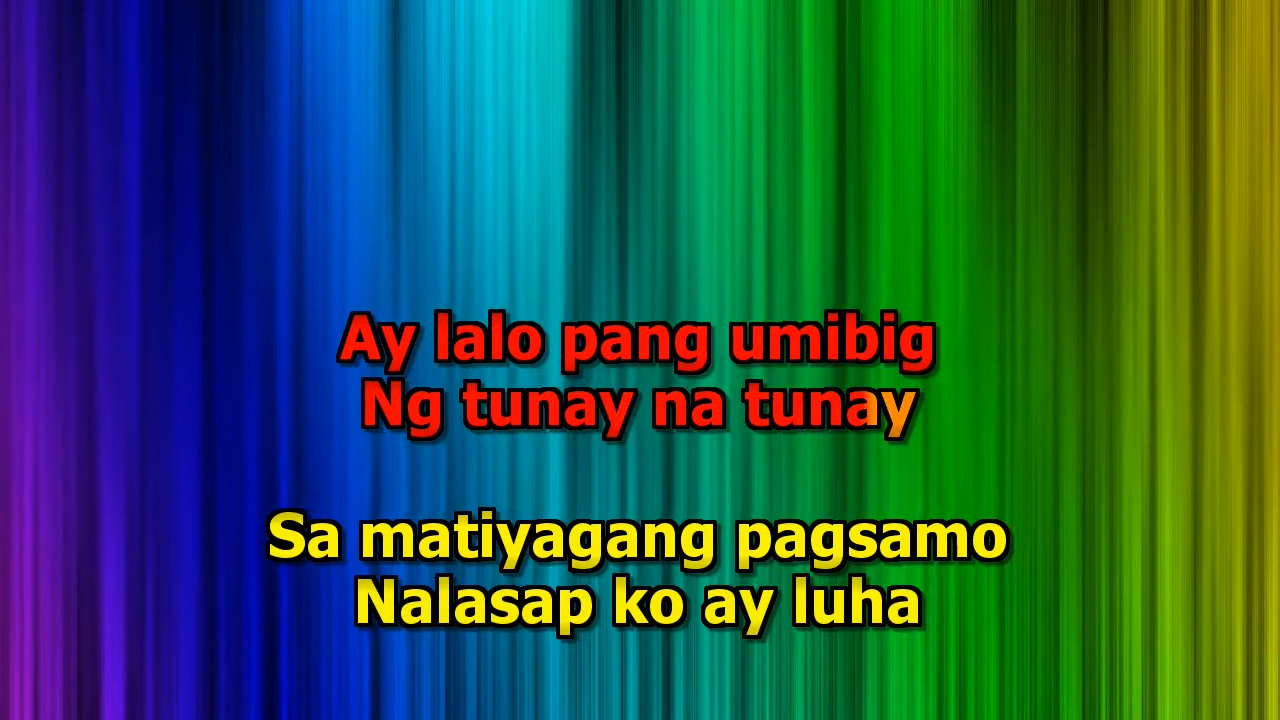 Ay lalo pang umibig
Ng tunay na tunay
Sa matiyagang pagsamo
Nalasap ko ay luha